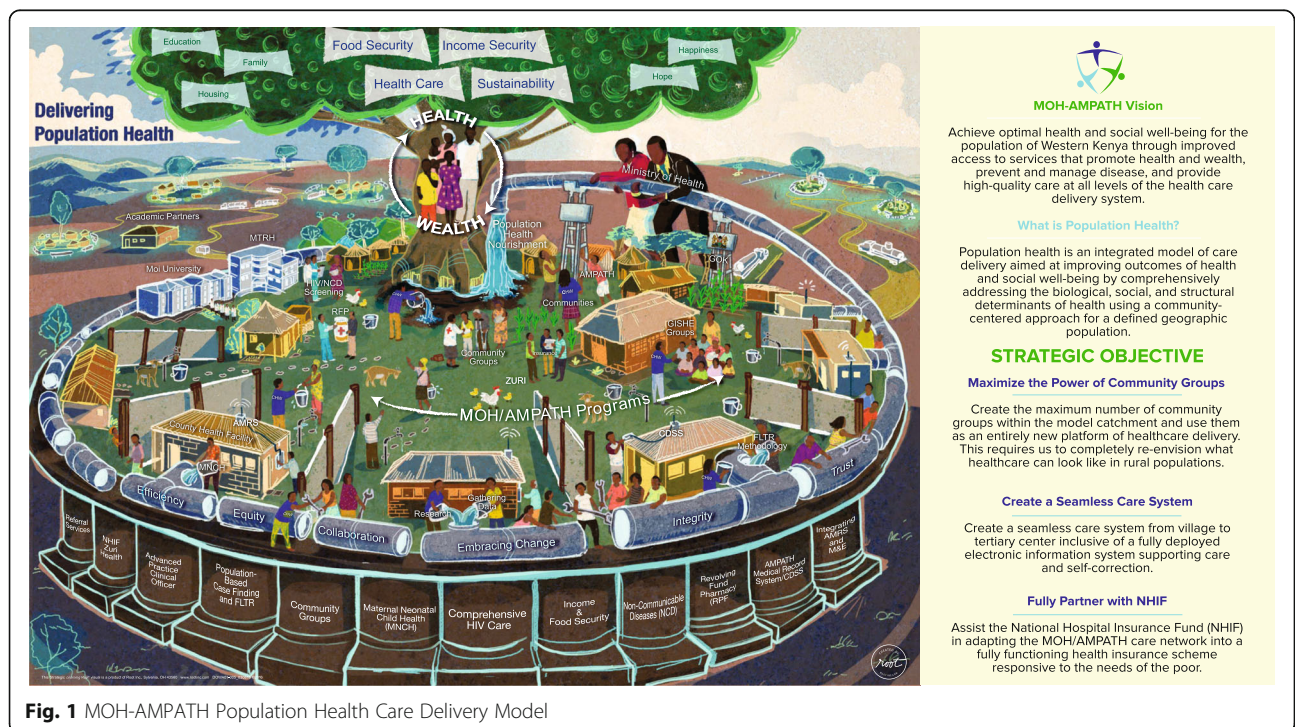 Education
Family
Housing
Food Security
Income Security
Health Care
Sustainability
Happiness
Hope
Delivering
Population Health
HEALTH
WEALTH
Ministry of Health
Academic Partners
MTRH
Moi University
Population
Health
Nourishment
HIV/NCD
Screening
RFP
AMPATH
GOK
Communities
GISHE
Groups
Community
Groups
Insurance
CHW
CHW
CHW
ZURI
MOH/AMPATH Programs
AMRS
County Health Facility
MNCH
CDSS
FLTR
Methodology
CHW
Research
Gathering
Data
Efficiency
Equity
Collaboration
Embracing Change
Integrity
Trust
Referral
Services
NHIF
Zuri
Health
Advanced
Practice
Clinical
Officer
Population-
Based
Case Finding
and FLTR
Community
Groups
Maternal Neonatal
Child Health
(MNCH)
Comprehensive
HIV Care
Income
&
Food Security
Non-Communicable
Diseases (NCD)
Revolving
Fund
Pharmacy
(RPF
AMPATH
Medical Record
System/CDSS
Integrating
AMRS
and
M&E
root
MOH-AMPATH Vision
Achieve optimal health and social well-being for the
population of Western Kenya through improved
access to services that promote health and wealth,
prevent and manage disease, and provide
high-quality care at all levels of the health care
delivery system.
What is Population Health?
Population health is an integrated model of care
delivery aimed at improving outcomes of health
and social well-being by comprehensively
addressing the biological, social, and structural
determinants of health using a community-
centered approach for a defined geographic
population.
STRATEGIC OBJECTIVE
Maximize the Power of Community Groups
Create the maximum number of community
groups within the model catchment and use them
as an entirely new platform of healthcare delivery.
This requires us to completely re-envision what
healthcare can look like in rural populations.
Create a Seamless Care System
Create a seamless care system from village to
tertiary center inclusive of a fully deployed
electronic information system supporting care
and self-correction.
Fully Partner with NHIF
Assist the National Hospital Insurance Fund (NHIF)
in adapting the MOH/AMPATH care network into a
fully functioning health insurance scheme
responsive to the needs of the poor.
Fig. 1 MOH-AMPATH Population Health Care Delivery Model